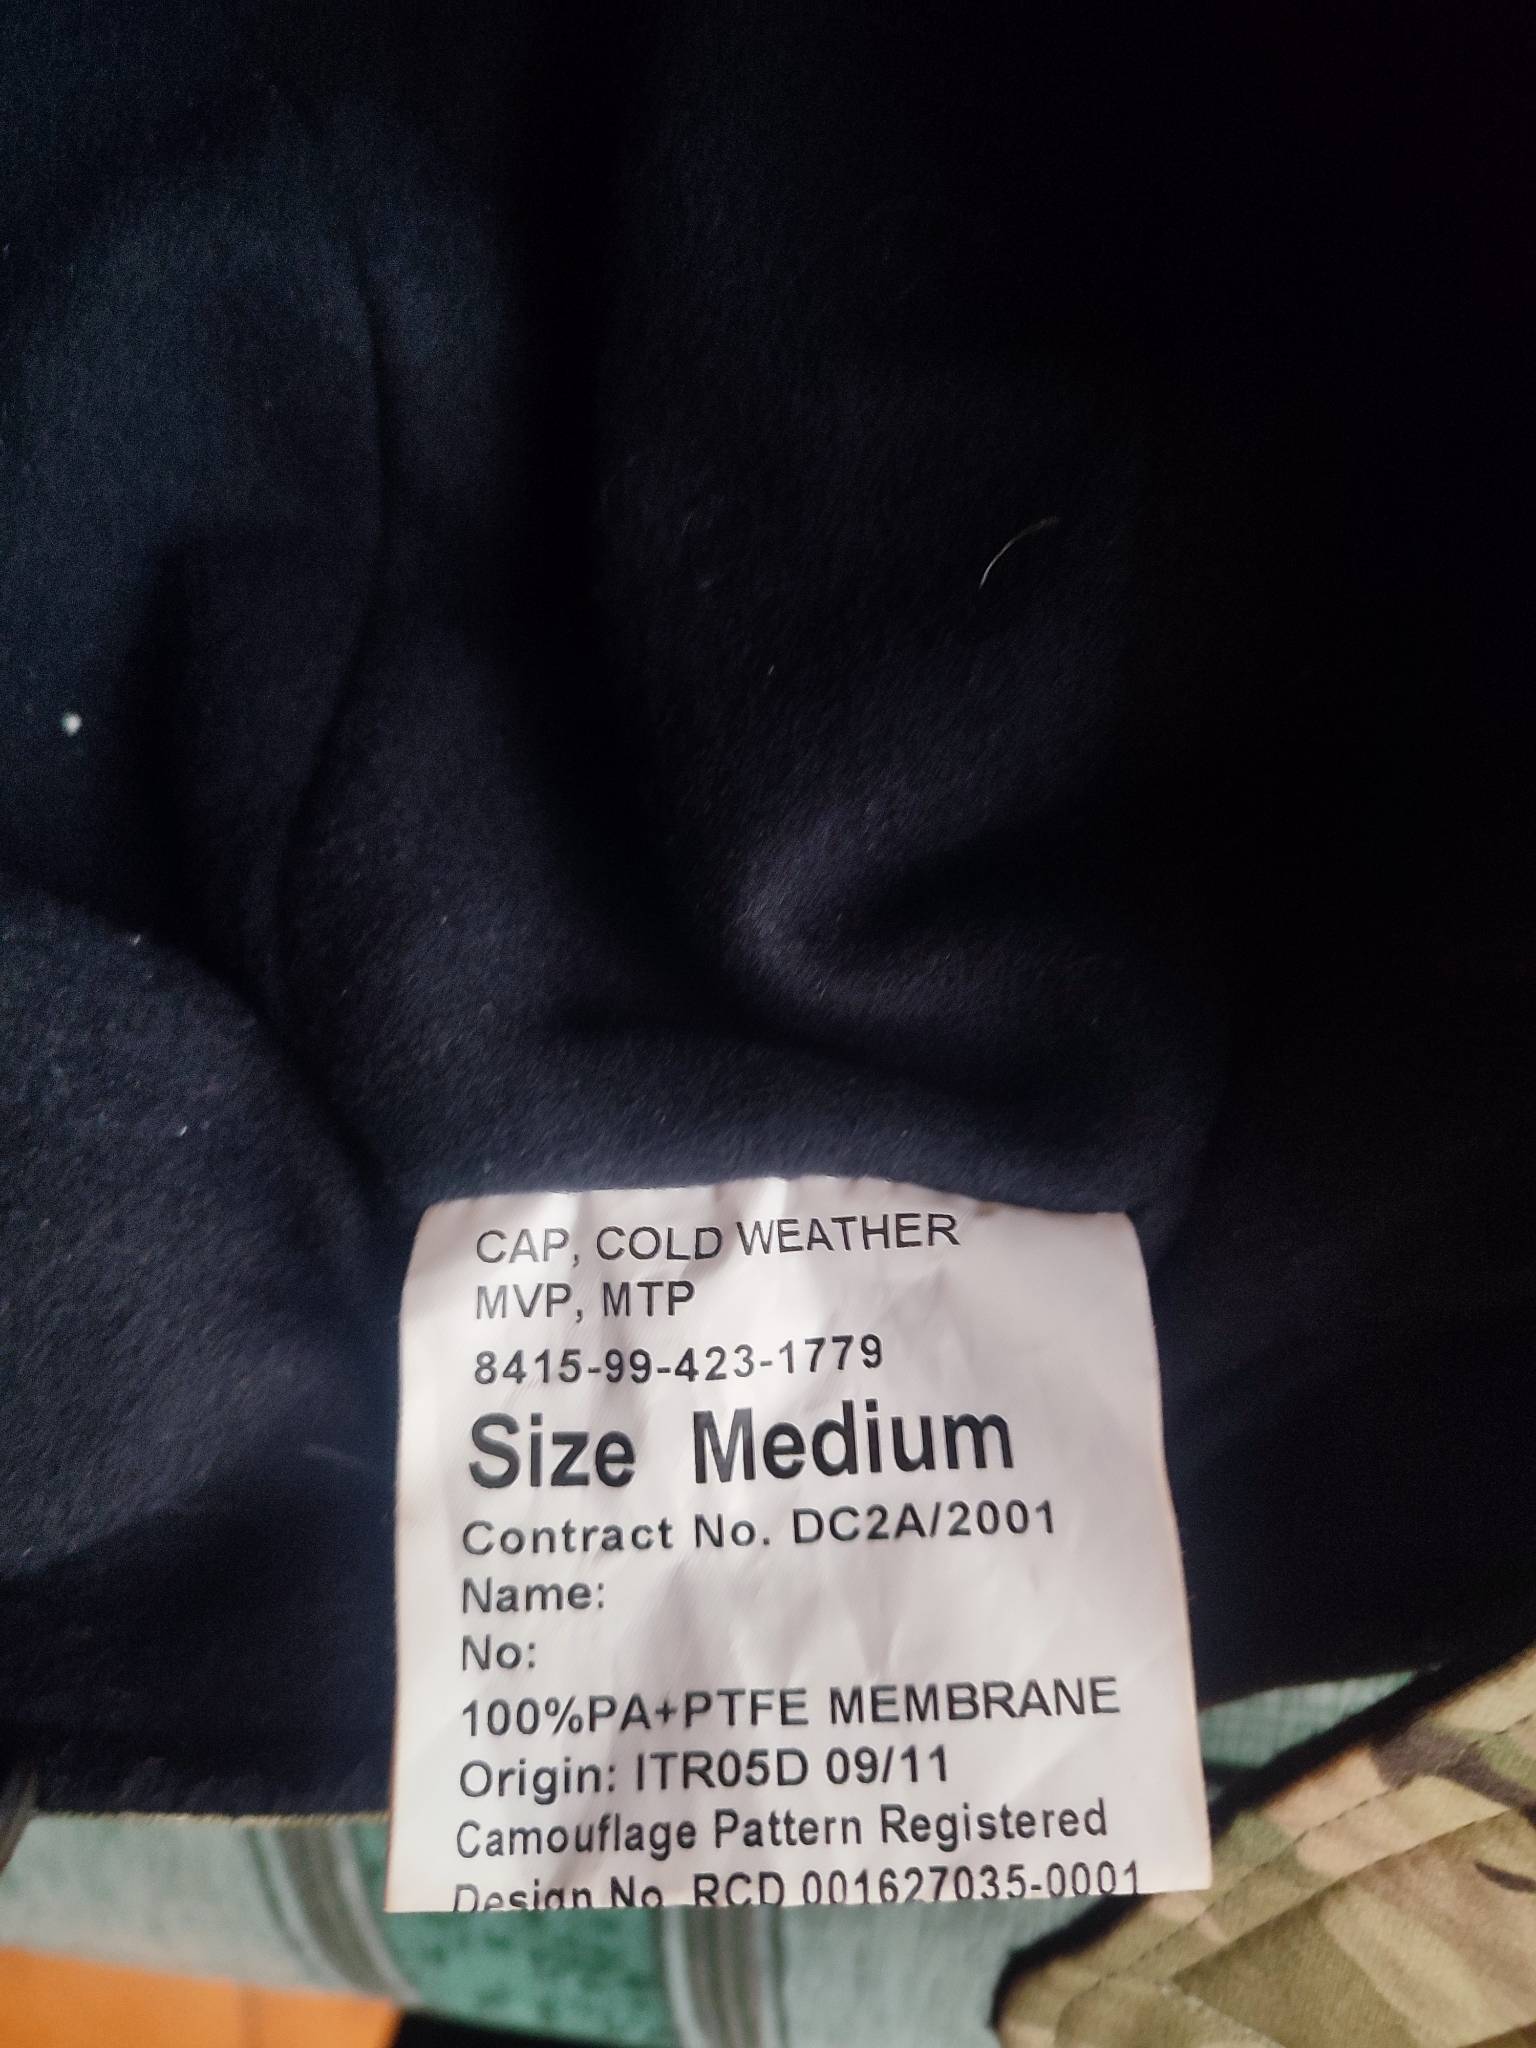 CAP, COLD WEATHER
MVP, MTP
8415-99-423-1779
Size Medium
Contract No. DC2A/2001
Name:
No:
100%PA+PTFE MEMBRANE
Origin: ITR05D 09/11
Camouflage Pattern Registered
Design No. RCD 001627035-0001